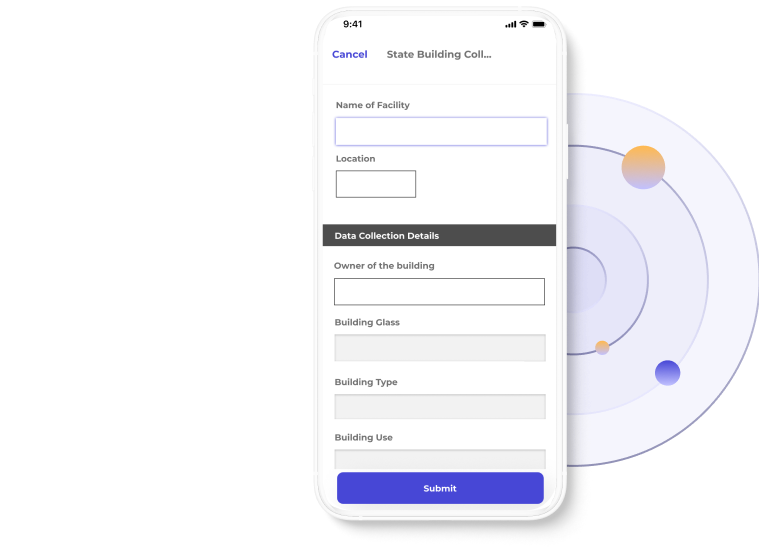 9:41
Cancel State Building Coll...
Name of Facility
Location
Data Collection Details
Owner of the building
Building Glass
Building Type
Building Use
Submit